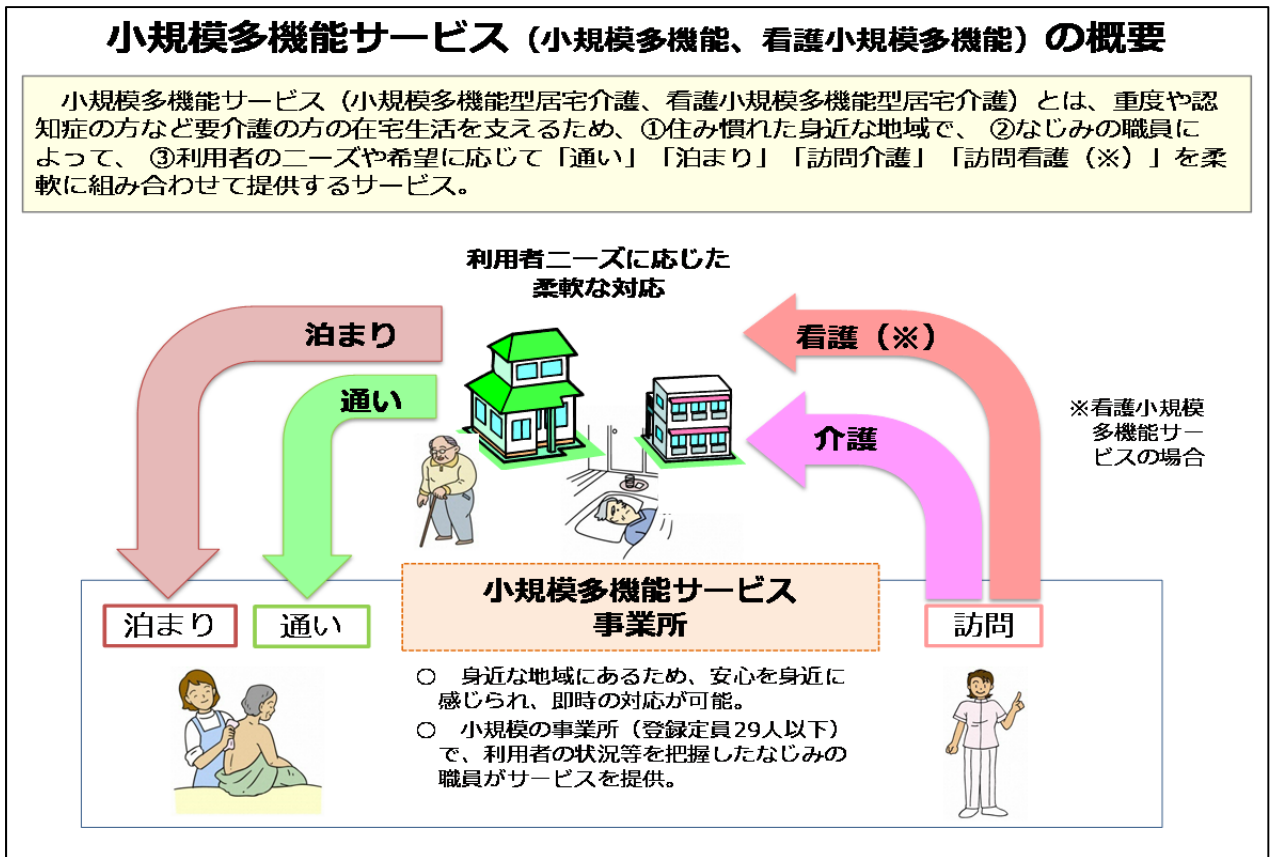 小規模多機能サービス（小規模多機能、看護小規模多機能）の概要
小規模多機能サービス（小規模多機能型居宅介護、看護小規模多機能型居宅介護）とは、重度や認
知症の方など要介護の方の在宅生活を支えるため、①住み慣れた身近な地域で、 ②なじみの職員に
よって、 ③利用者のニーズや希望に応じて「通い」「泊まり」「訪問介護」「訪問看護（※）」を柔
軟に組み合わせて提供するサービス。
利用者ニーズに応じた
柔軟な対応
泊まり
通い
看護（※）
介護
※看護小規模
多機能サー
ビスの場合
小規模多機能サービス
事業所
泊まり
通い
訪問
○ 身近な地域にあるため、安心を身近に
感じられ、即時の対応が可能。
○ 小規模の事業所（登録定員29人以下）
で、利用者の状況等を把握したなじみの
職員がサービスを提供。